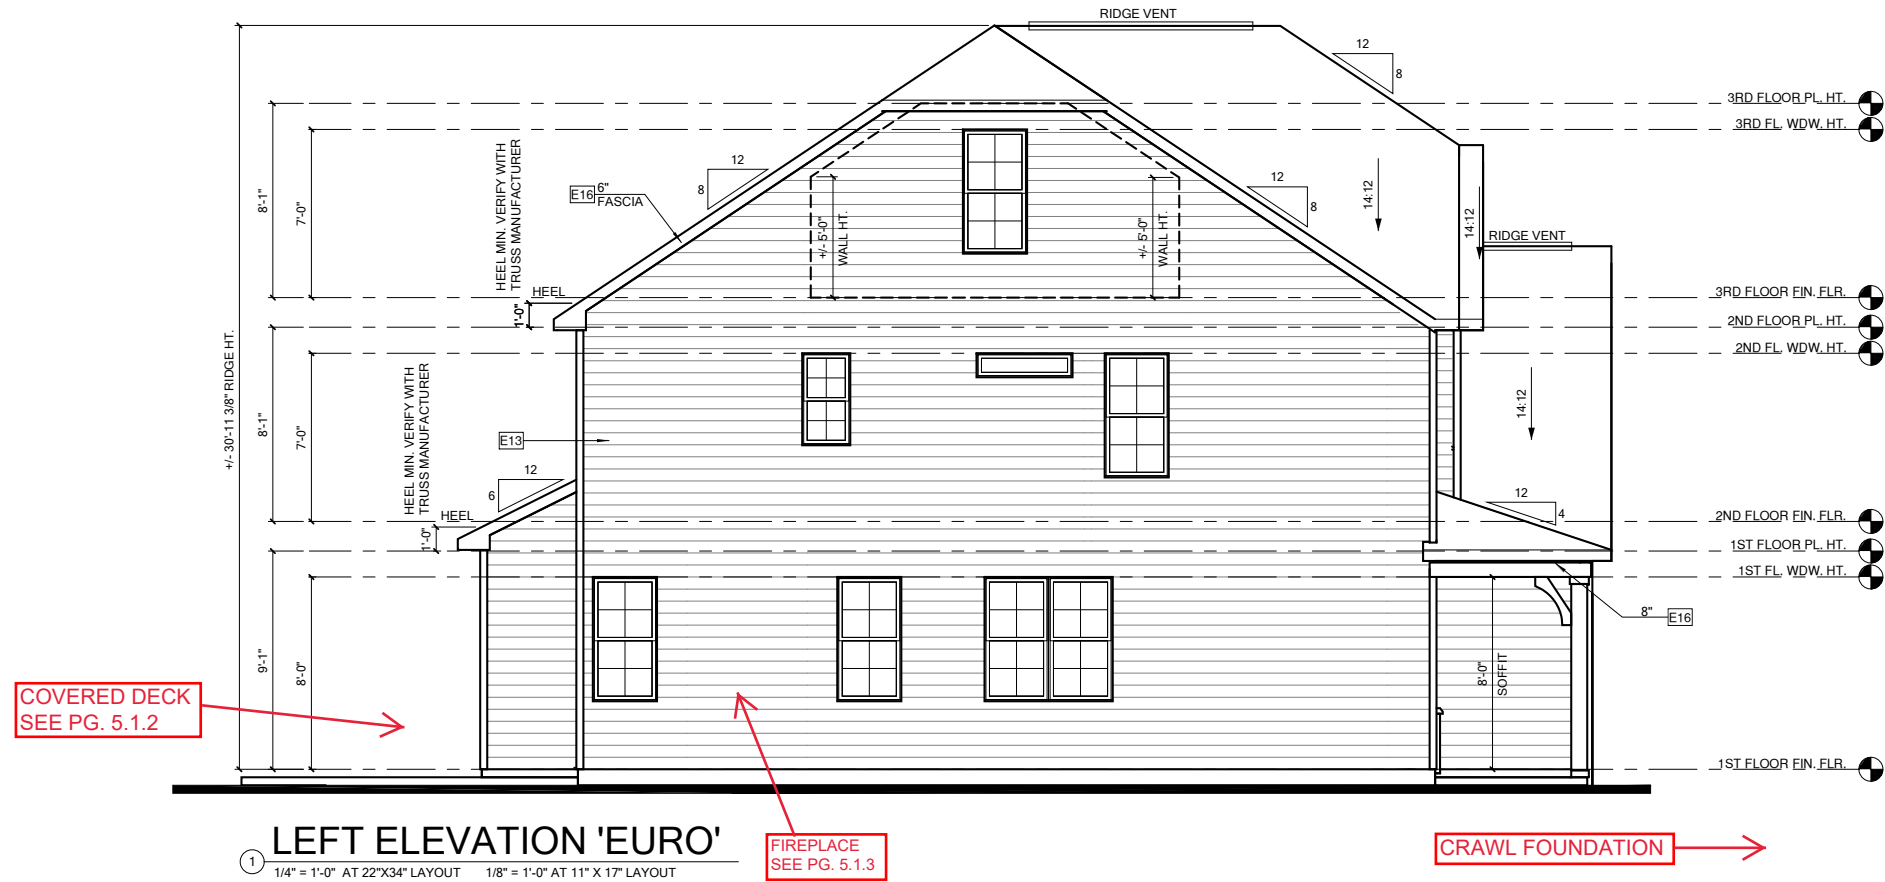 RIDGE VENT
12
8
3RD FLOOR PL. HT.
3RD FL. WDW. HT.
HEEL MIN. VERIFY WITH
TRUSS MANUFACTURER
12
8
E16
6"
FASCIA
12
8
14:12
14:12
8'-1"
7'-0"
+/- 5'-0"
WALL HT.
+/- 5'-0"
WALL HT.
RIDGE VENT
HEEL
1'-0"
3RD FLOOR FIN. FLR.
2ND FLOOR PL. HT.
2ND FL. WDW. HT.
+/- 30'-11 3/8" RIDGE HT.
8'-1"
7'-0"
HEEL MIN. VERIFY WITH
TRUSS MANUFACTURER
E13
14:12
12
6
HEEL
1'-0"
12
4
2ND FLOOR FIN. FLR.
1ST FLOOR PL. HT.
1ST FL. WDW. HT.
8"
E16
9'-1"
8'-0"
8'-0"
SOFFIT
COVERED DECK
SEE PG. 5.1.2
1ST FLOOR FIN. FLR.
1
LEFT ELEVATION 'EURO'
1/4" = 1'-0" AT 22"X34" LAYOUT 1/8" = 1'-0" AT 11" X 17" LAYOUT
FIREPLACE
SEE PG. 5.1.3
CRAWL FOUNDATION